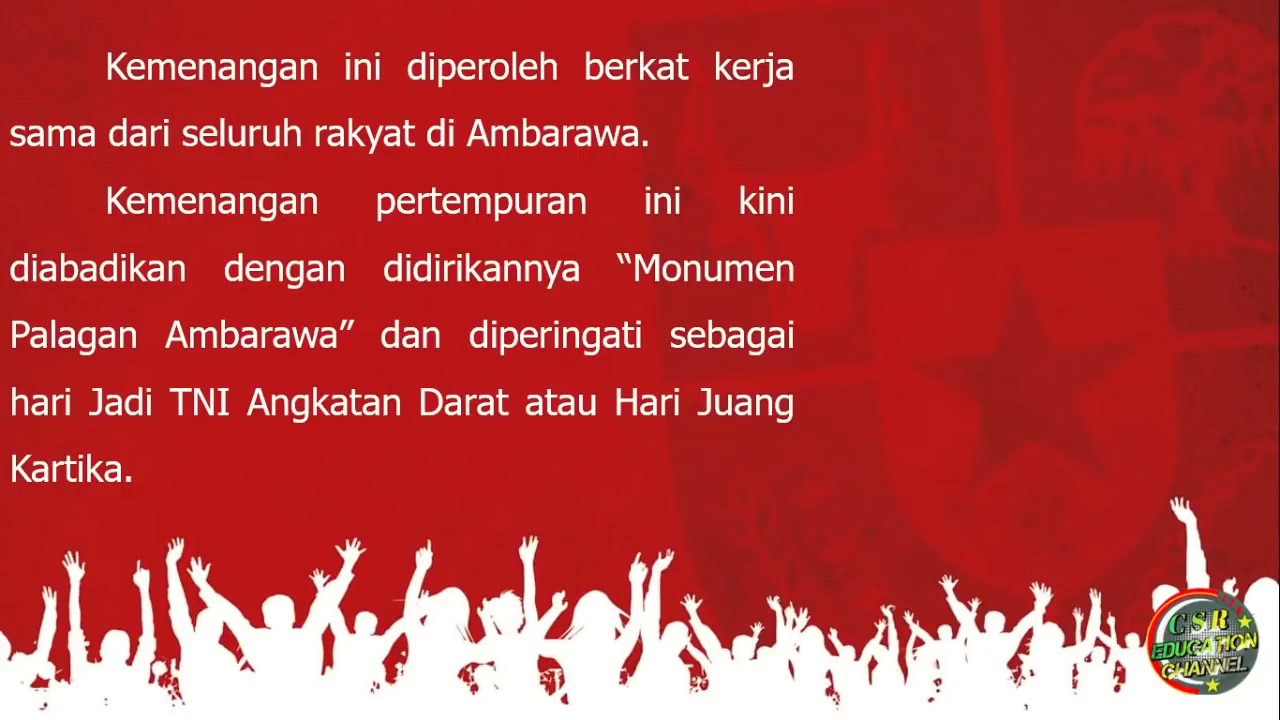 Kemenangan ini diperoleh berkat kerja
sama dari seluruh rakyat di Ambarawa.
Kemenangan pertempuran ini kini
diabadikan dengan didirikannya “Monumen
Palagan Ambarawa” dan diperingati sebagai
hari Jadi TNI Angkatan Darat atau Hari Juang
Kartika.
GSR
EDUCATION
CHANNEL